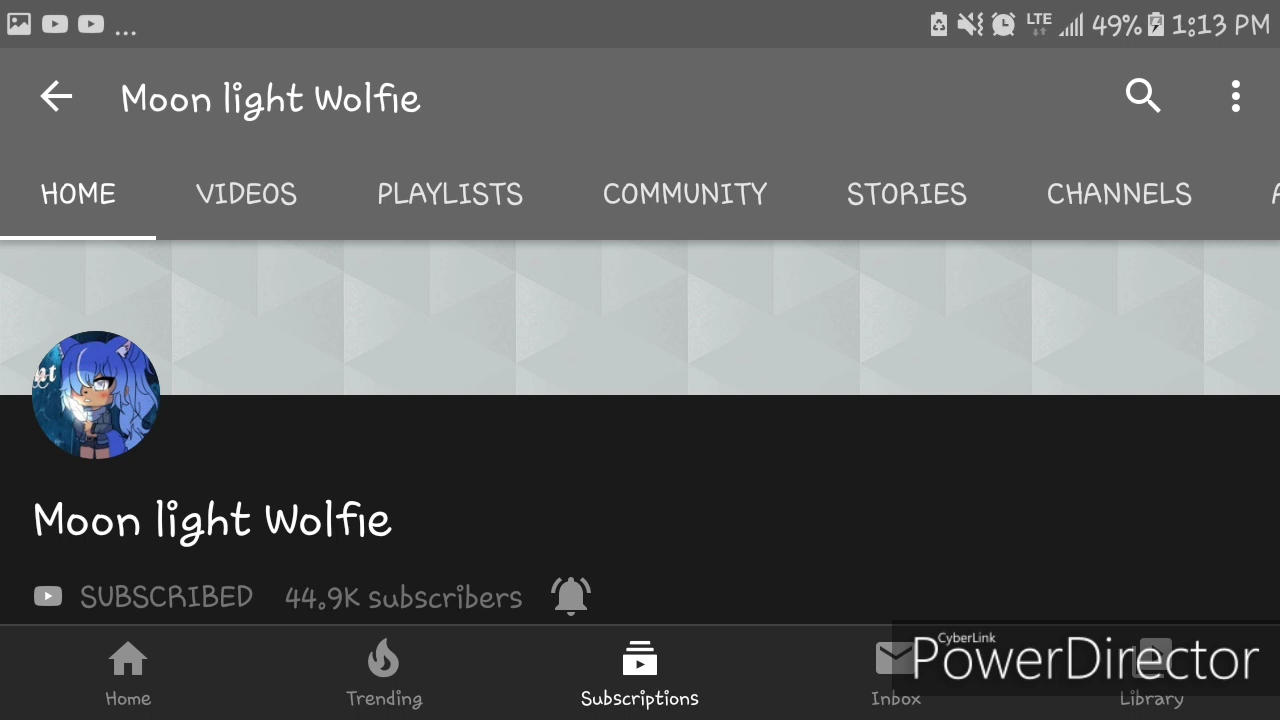 ... LTE 49% 1:13 PM
Moon light Wolfie
HOME VIDEOS PLAYLISTS COMMUNITY STORIES CHANNELS
Moon light Wolfie
SUBSCRIBED 44.9K subscribers
CyberLink
PowerDirector
Home Trending Subscriptions Inbox Library